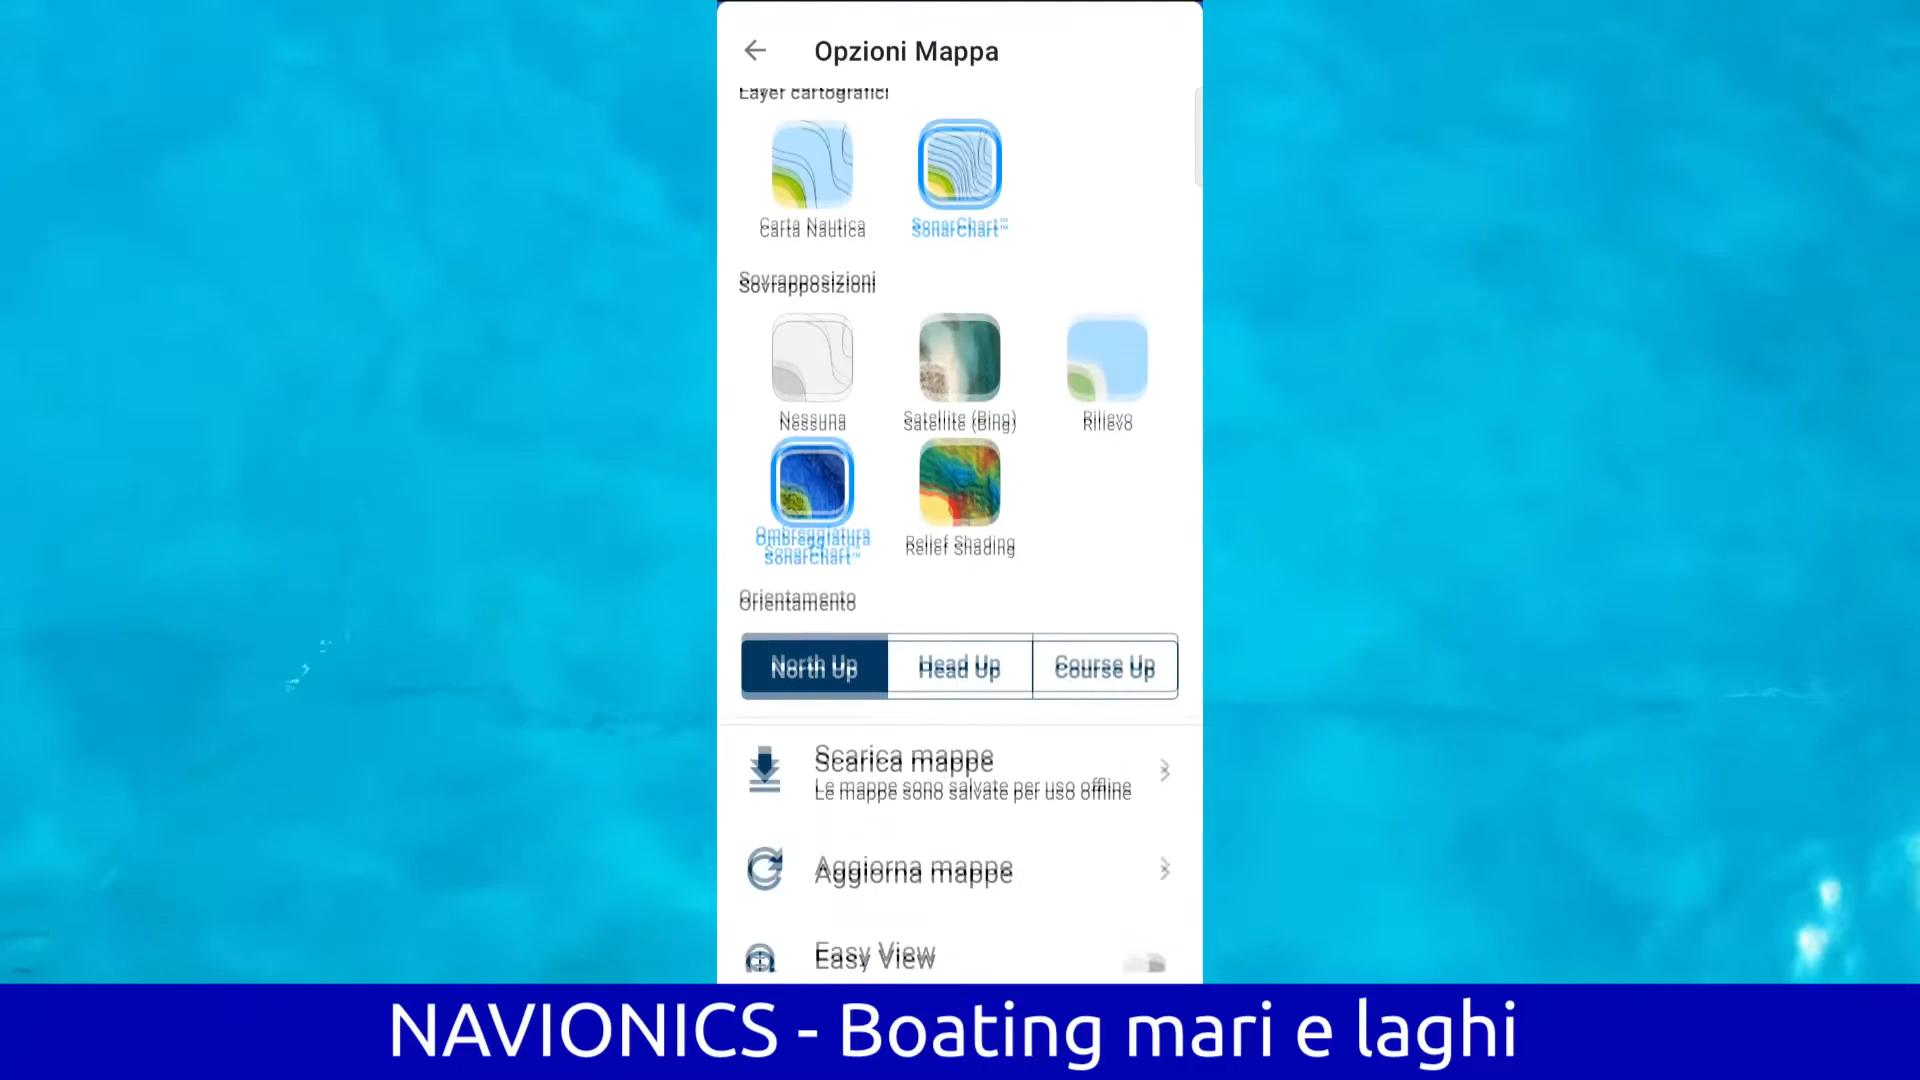 Opzioni Mappa
Layer cartografici
Carta Nautica
SonarChart™
Sovrapposizioni
Nessuna
Satellite (Bing)
Rilievo
Ombreggiatura
SonarChart™
Relief Shading
Orientamento
North Up
Head Up
Course Up
Scarica mappe
Le mappe sono salvate per uso offline
Aggiorna mappe
Easy View
NAVIONICS - Boating mari e laghi